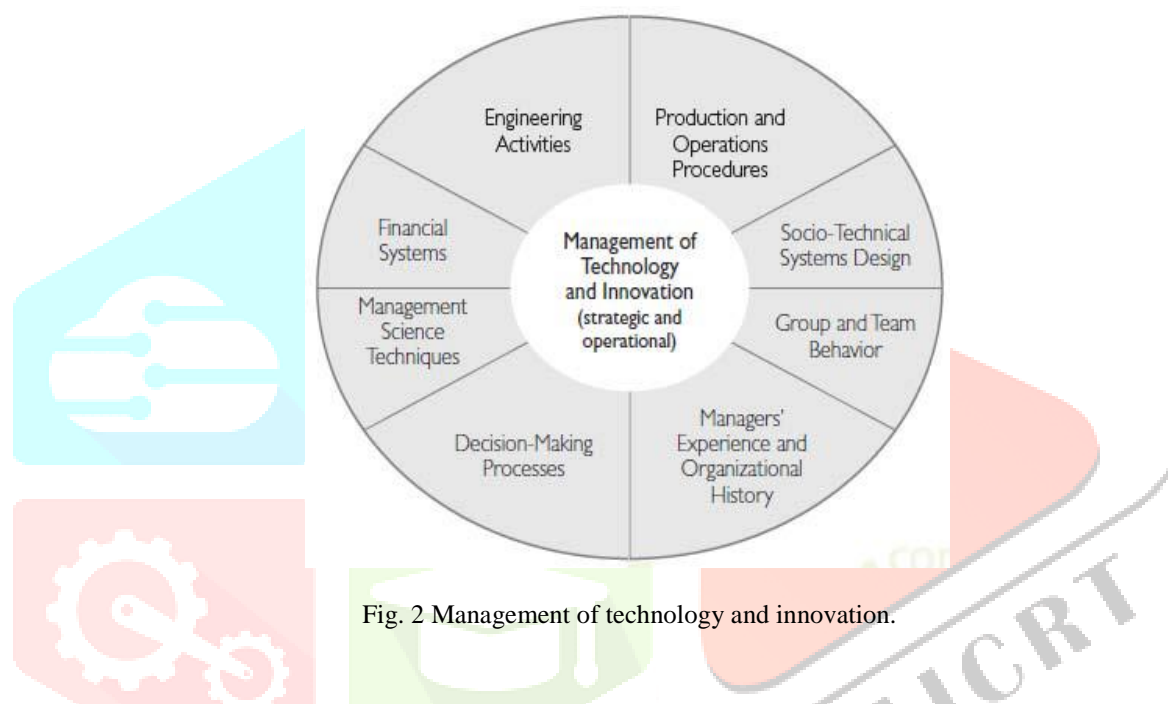 Engineering
Activities
Production and
Operations
Procedures
Financial
Systems
Management of
Technology
and Innovation
(strategic and
operational)
Socio-Technical
Systems Design
Management
Science
Techniques
Group and Team
Behavior
Decision-Making
Processes
Managers'
Experience and
Organizational
History
Fig. 2 Management of technology and innovation.